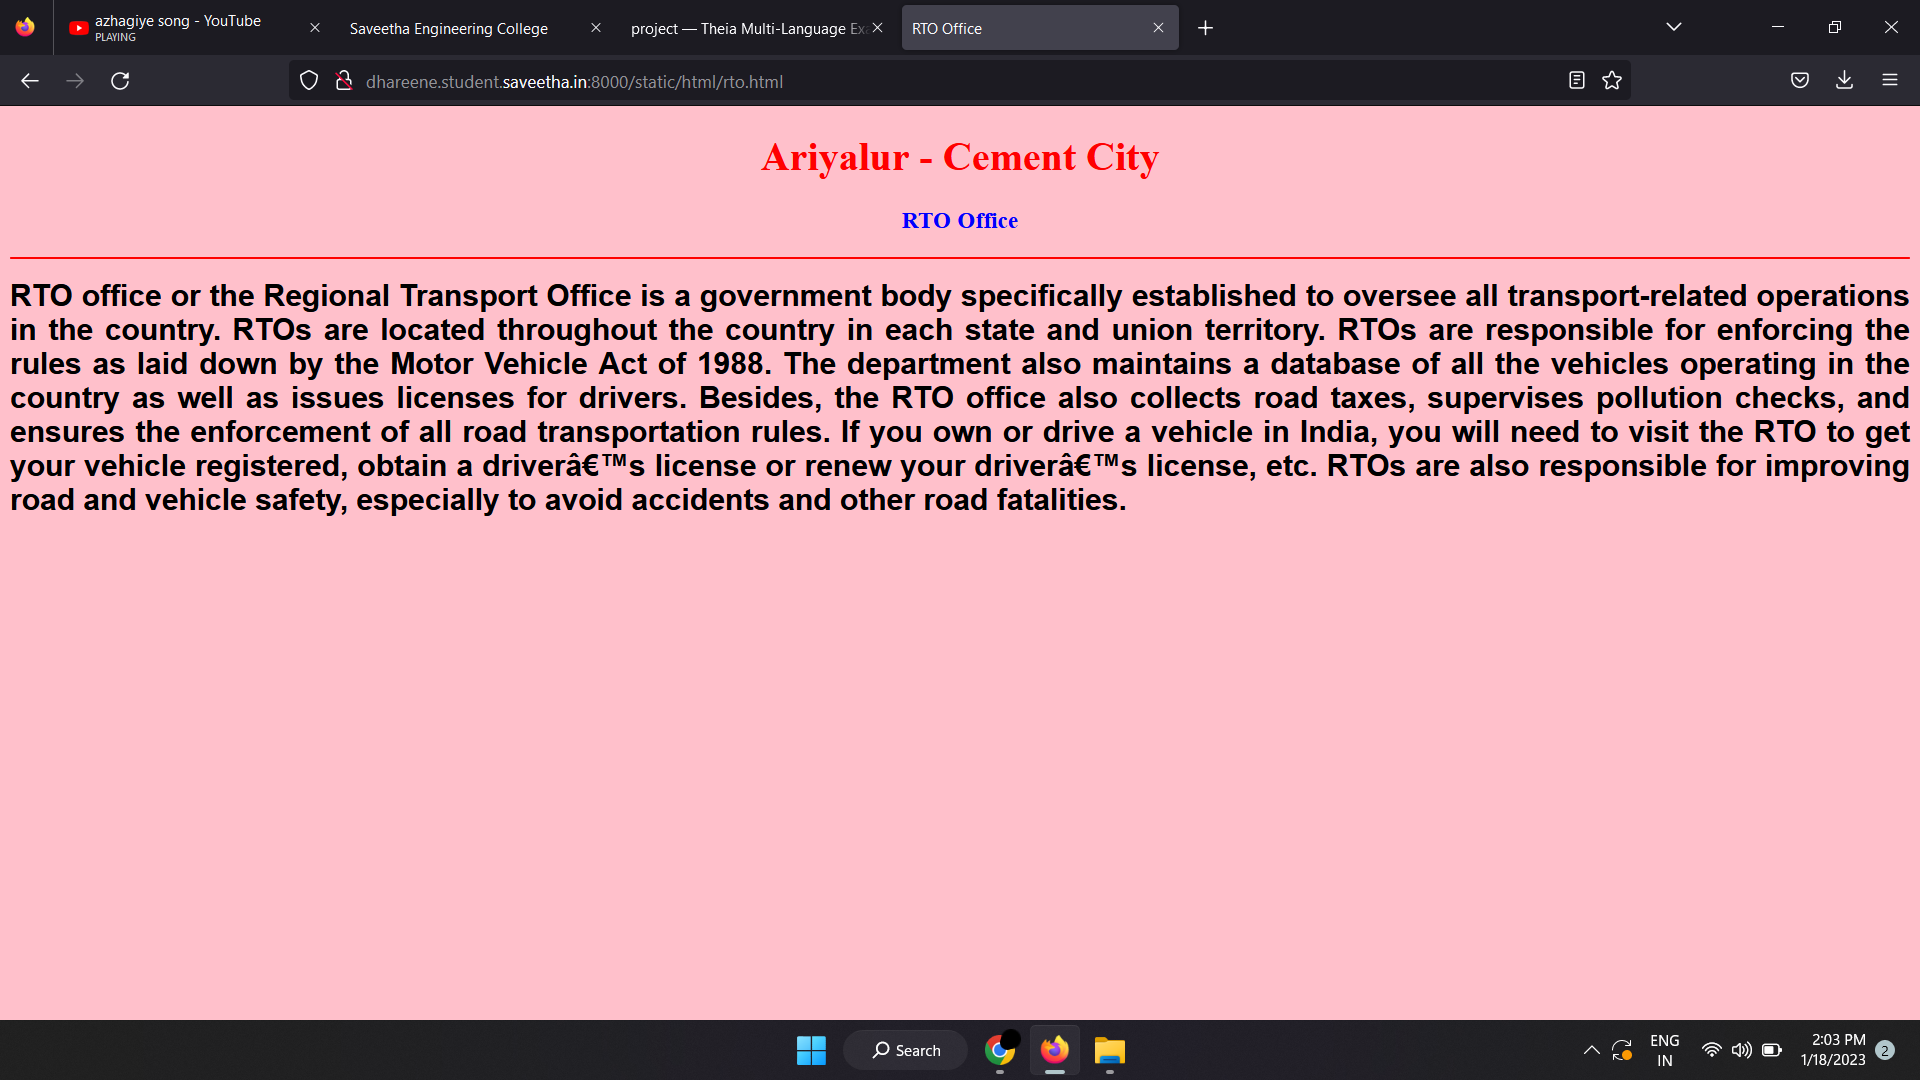 azhagiye song - YouTube
PLAYING
Saveetha Engineering College
project — Theia Multi-Language Ex
RTO Office
dhareene.student.saveetha.in:8000/static/html/rto.html
Ariyalur - Cement City
RTO Office
RTO office or the Regional Transport Office is a government body specifically established to oversee all transport-related operations
in the country. RTOs are located throughout the country in each state and union territory. RTOs are responsible for enforcing the
rules as laid down by the Motor Vehicle Act of 1988. The department also maintains a database of all the vehicles operating in the
country as well as issues licenses for drivers. Besides, the RTO office also collects road taxes, supervises pollution checks, and
ensures the enforcement of all road transportation rules. If you own or drive a vehicle in India, you will need to visit the RTO to get
your vehicle registered, obtain a driverâ€™s license or renew your driverâ€™s license, etc. RTOs are also responsible for improving
road and vehicle safety, especially to avoid accidents and other road fatalities.
Search
ENG
IN
2:03 PM
1/18/2023
2